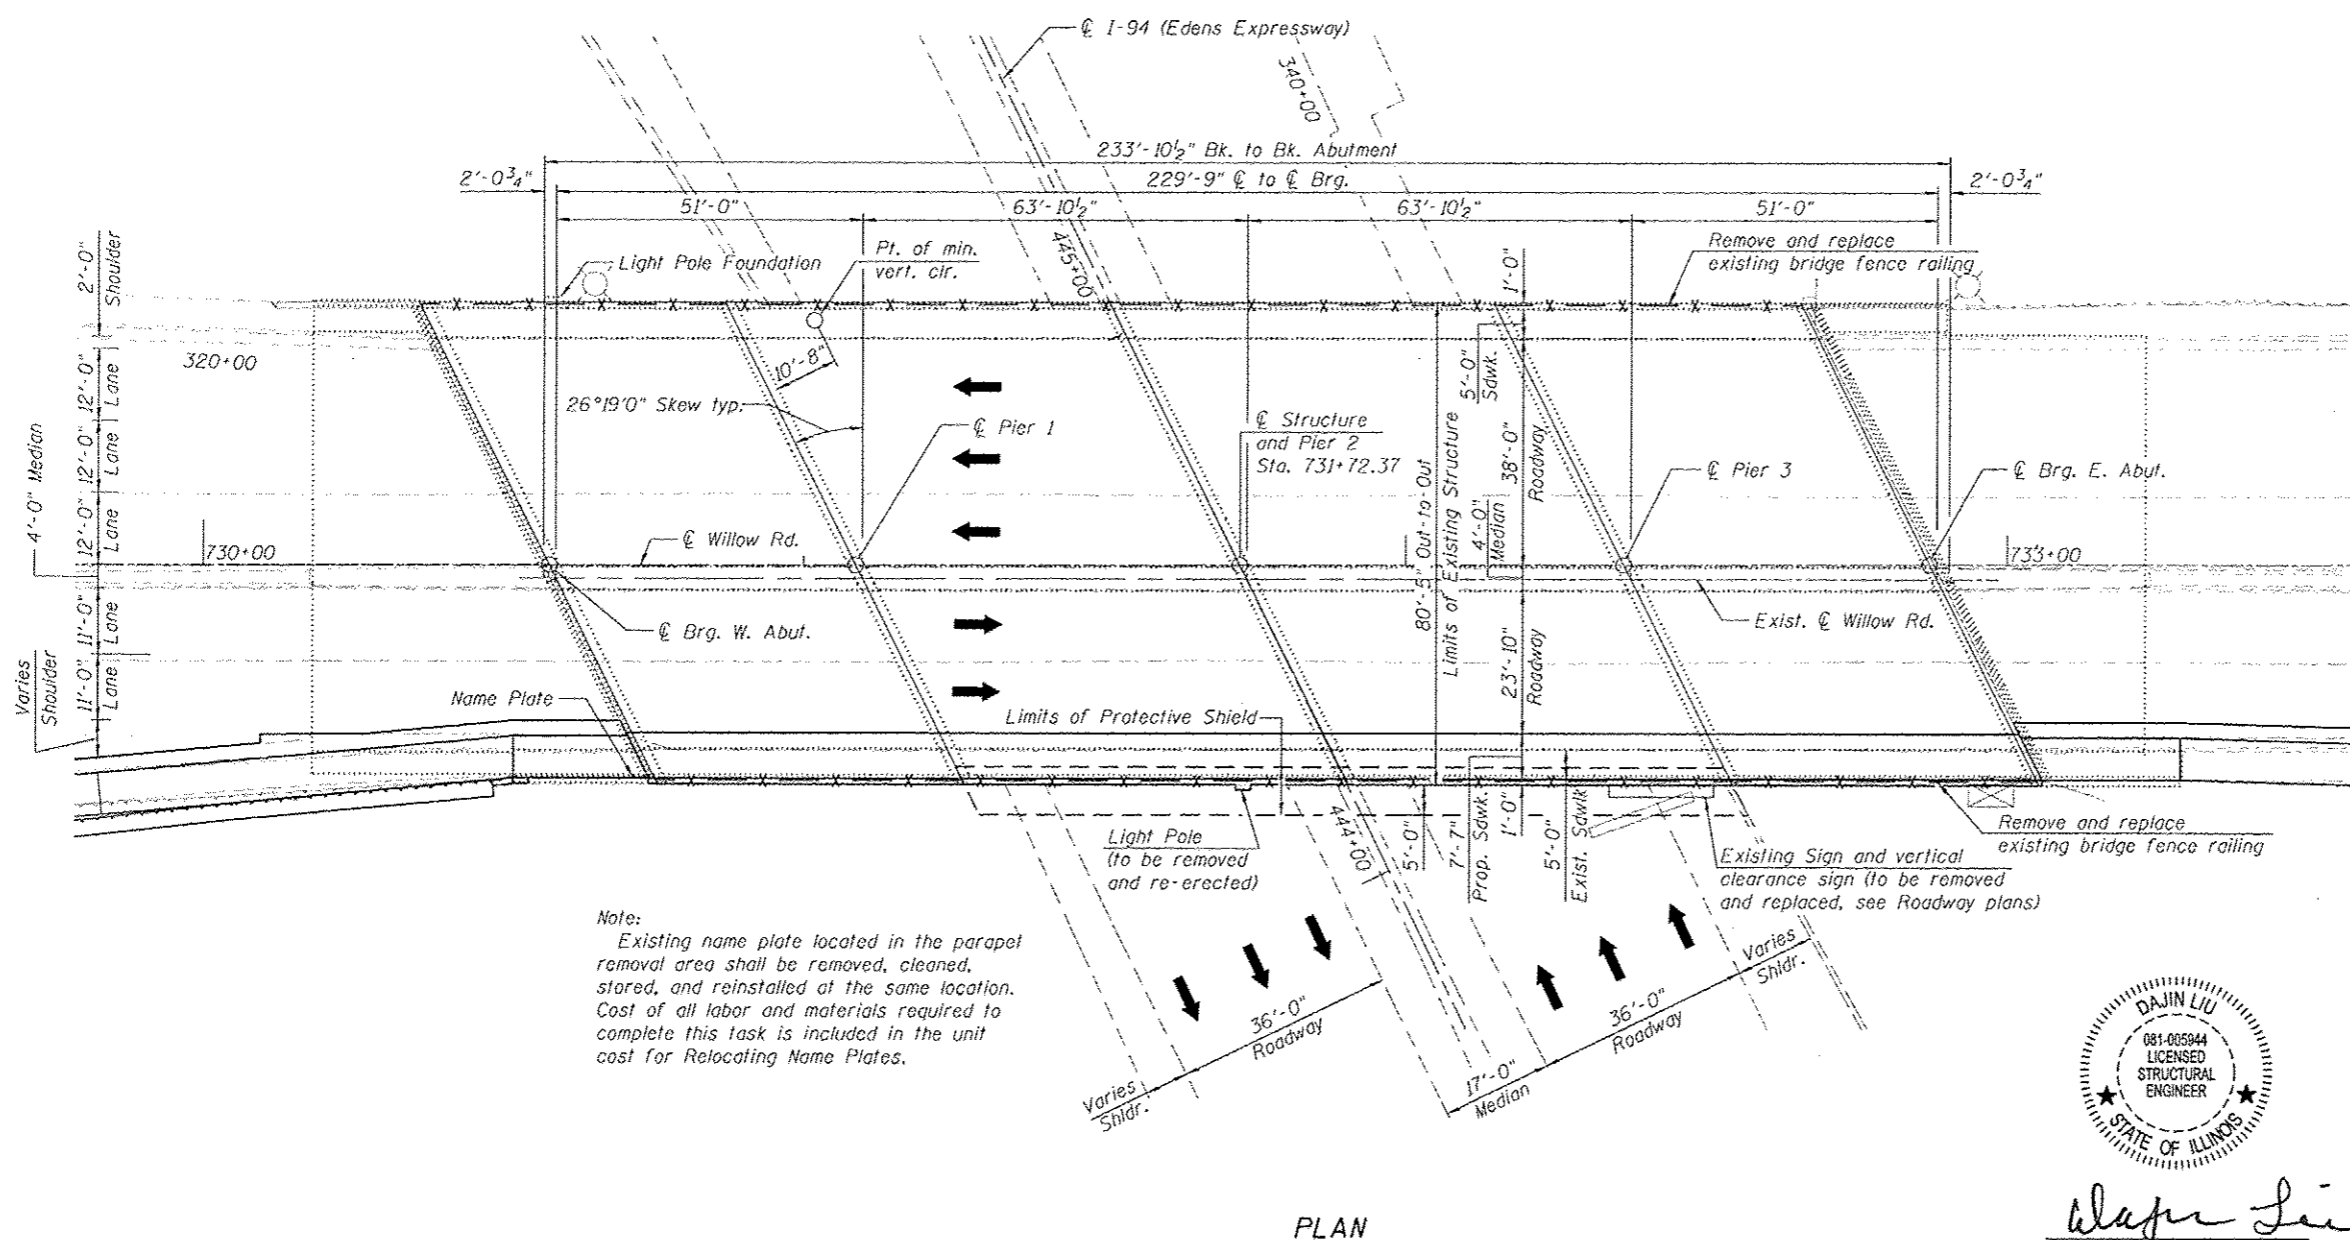 ℄ I-94 (Edens Expressway)
340+00
233'-10½" Bk. to Bk. Abutment
2'-0¾"
229'-9" ℄ to ℄ Brg.
2'-0¾"
51'-0"
63'-10½"
63'-10½"
51'-0"
2'-0"
Shoulder
Light Pole Foundation
Pt. of min.
vert. clr.
445+00
1'-0"
Remove and replace
existing bridge fence railing
320+00
10'-8"
26°19'0" Skew typ.
5'-0"
Sdwk.
4'-0" Median
12'-0"
Lane
12'-0"
Lane
12'-0"
Lane
℄ Pier 1
℄ Structure
and Pier 2
Sta. 731+72.37
80'-5" Out-to-Out
Limits of Existing Structure
4'-0"
Median
38'-0"
Roadway
℄ Pier 3
℄ Brg. E. Abut.
730+00
℄ Willow Rd.
733+00
11'-0"
Lane
11'-0"
Lane
Varies
Shoulder
℄ Brg. W. Abut.
Exist. ℄ Willow Rd.
23'-10"
Roadway
Name Plate
Limits of Protective Shield
Light Pole
(to be removed
and re-erected)
444+00
5'-0"
7'-7"
Prop. Sdwk.
1'-0"
5'-0"
Exist. Sdwlk
Existing Sign and vertical
clearance sign (to be removed
and replaced, see Roadway plans)
Remove and replace
existing bridge fence railing
Note:
Existing name plate located in the parapet
removal area shall be removed, cleaned,
stored, and reinstalled at the same location.
Cost of all labor and materials required to
complete this task is included in the unit
cost for Relocating Name Plates.
Varies
Shldr.
36'-0"
Roadway
17'-0"
Median
36'-0"
Roadway
Varies
Shldr.
DAJIN LIU
081-005944
LICENSED
STRUCTURAL
ENGINEER
STATE OF ILLINOIS
Dajin Liu
PLAN